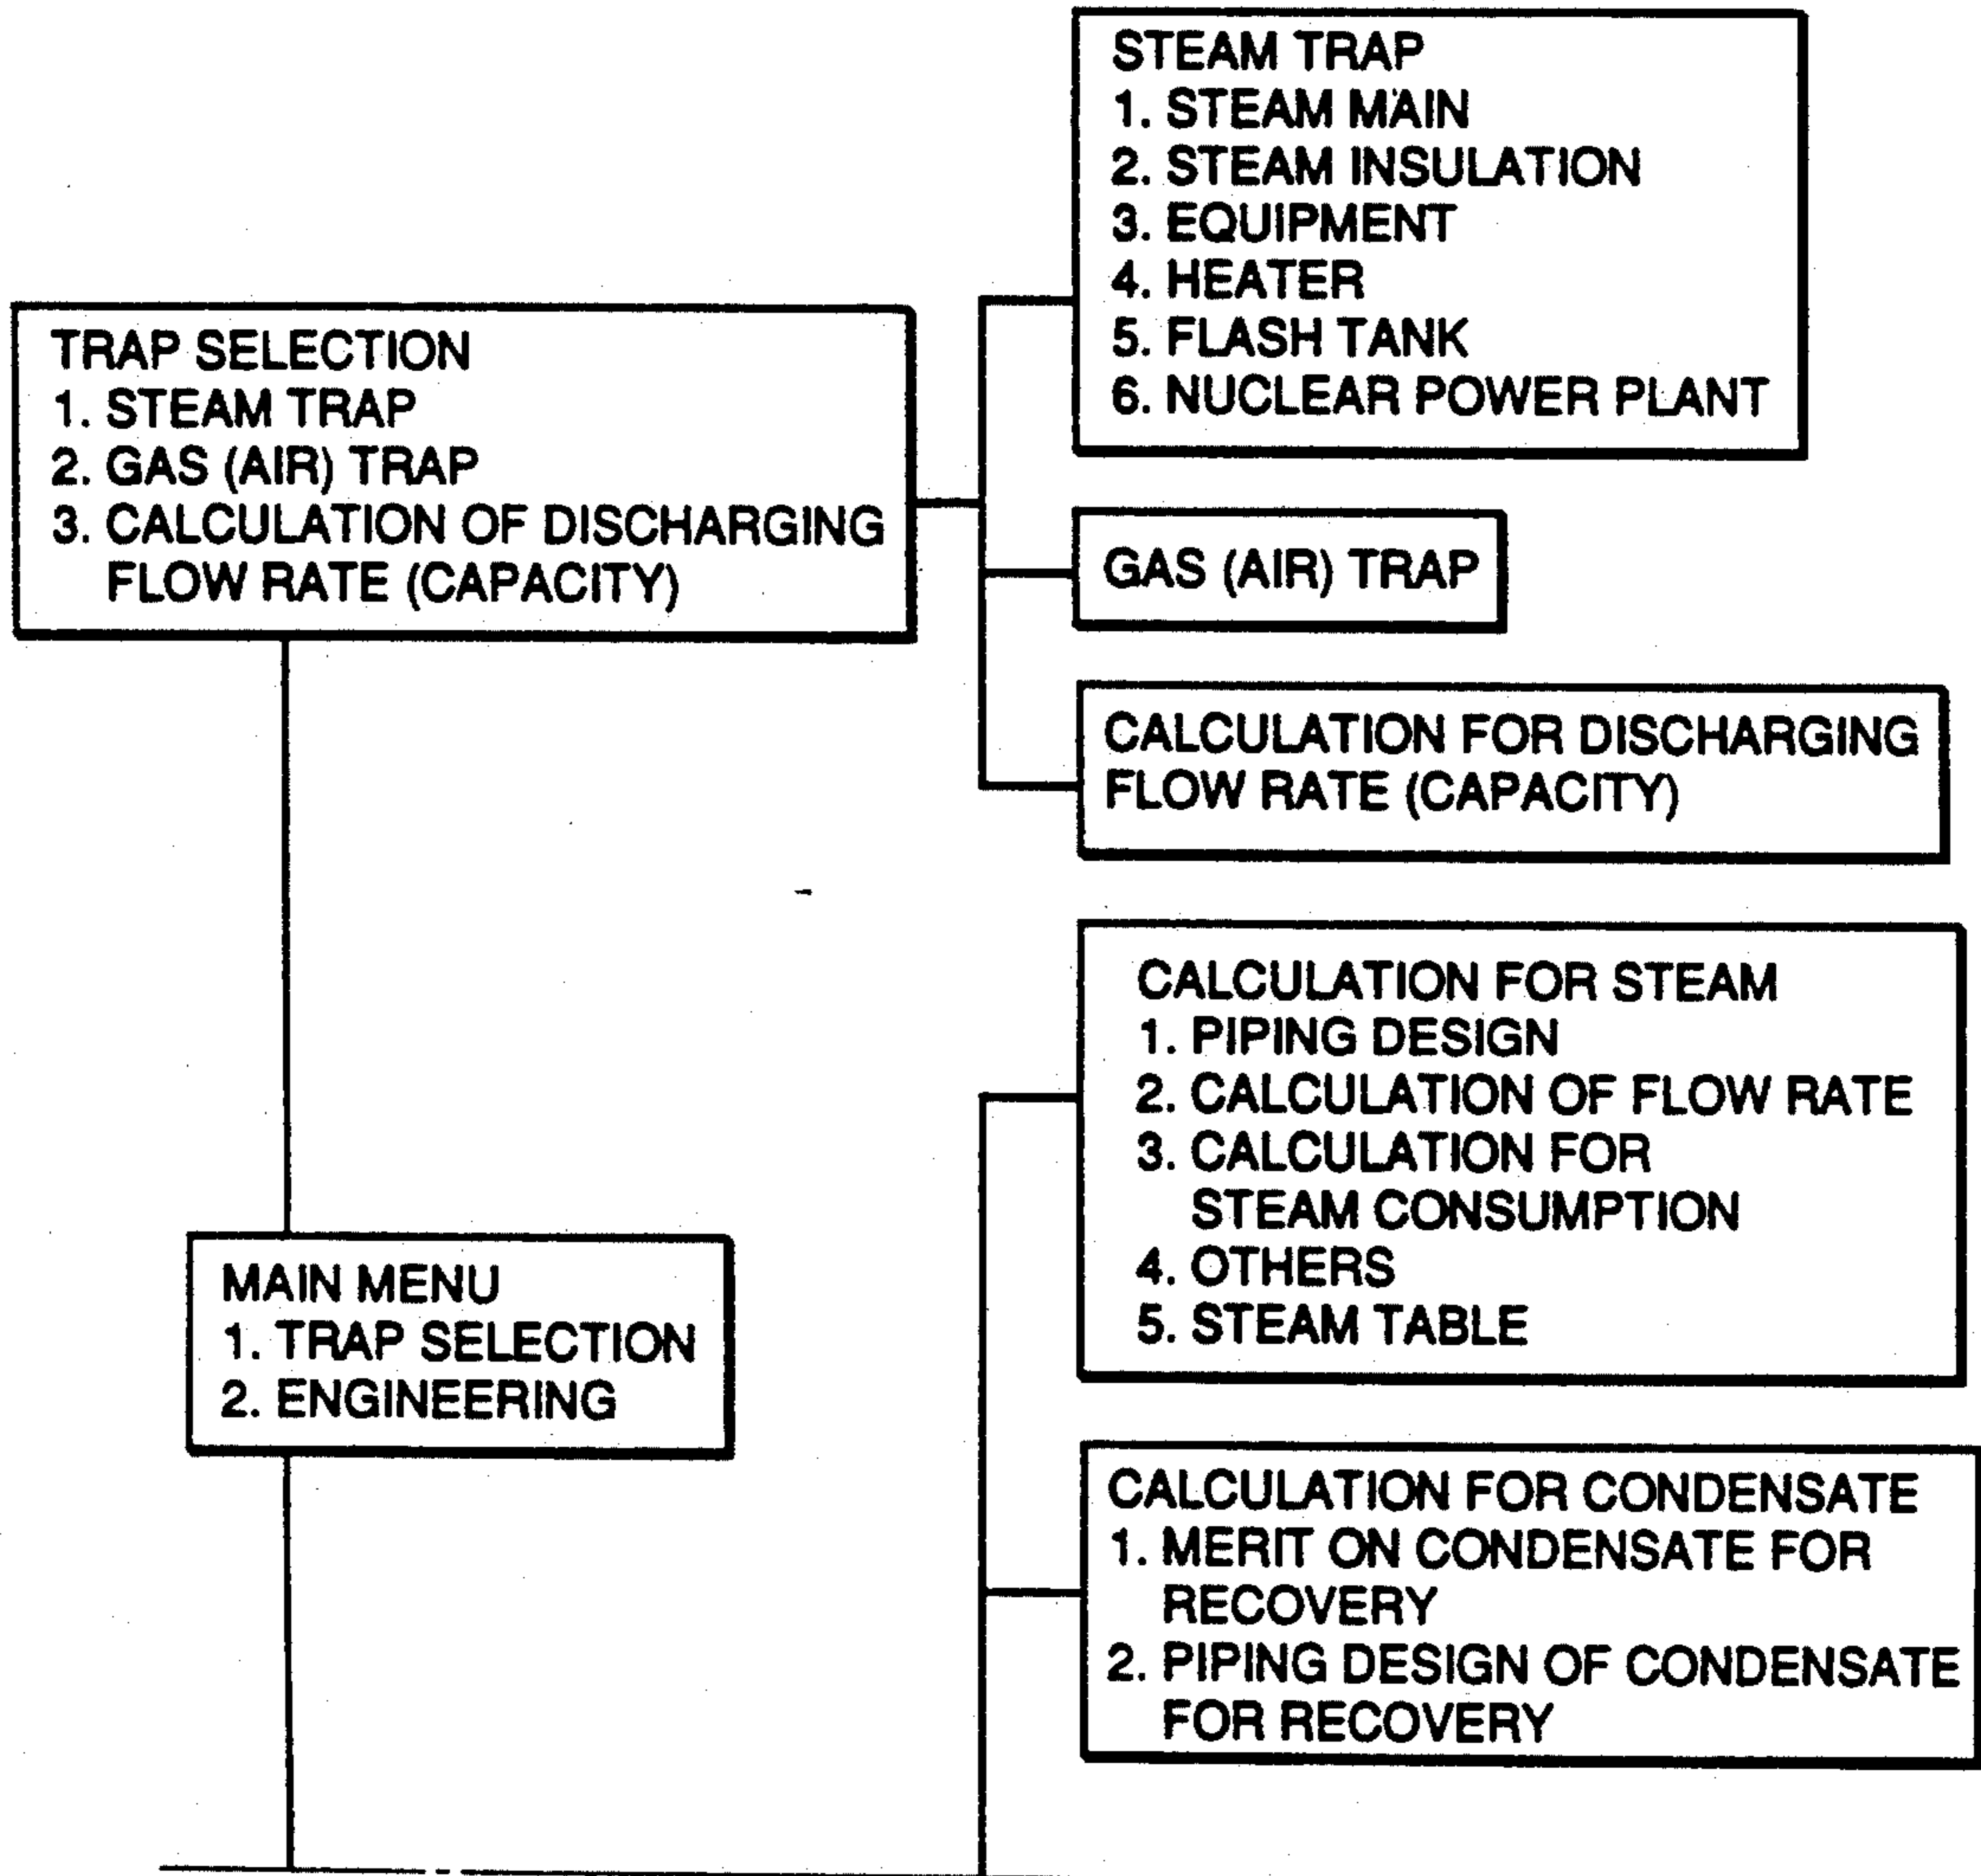 STEAM TRAP
1. STEAM MAIN
2. STEAM INSULATION
3. EQUIPMENT
4. HEATER
5. FLASH TANK
6. NUCLEAR POWER PLANT
TRAP SELECTION
1. STEAM TRAP
2. GAS (AIR) TRAP
3. CALCULATION OF DISCHARGING
FLOW RATE (CAPACITY)
GAS (AIR) TRAP
CALCULATION FOR DISCHARGING
FLOW RATE (CAPACITY)
CALCULATION FOR STEAM
1. PIPING DESIGN
2. CALCULATION OF FLOW RATE
3. CALCULATION FOR
STEAM CONSUMPTION
4. OTHERS
5. STEAM TABLE
MAIN MENU
1. TRAP SELECTION
2. ENGINEERING
CALCULATION FOR CONDENSATE
1. MERIT ON CONDENSATE FOR
RECOVERY
2. PIPING DESIGN OF CONDENSATE
FOR RECOVERY